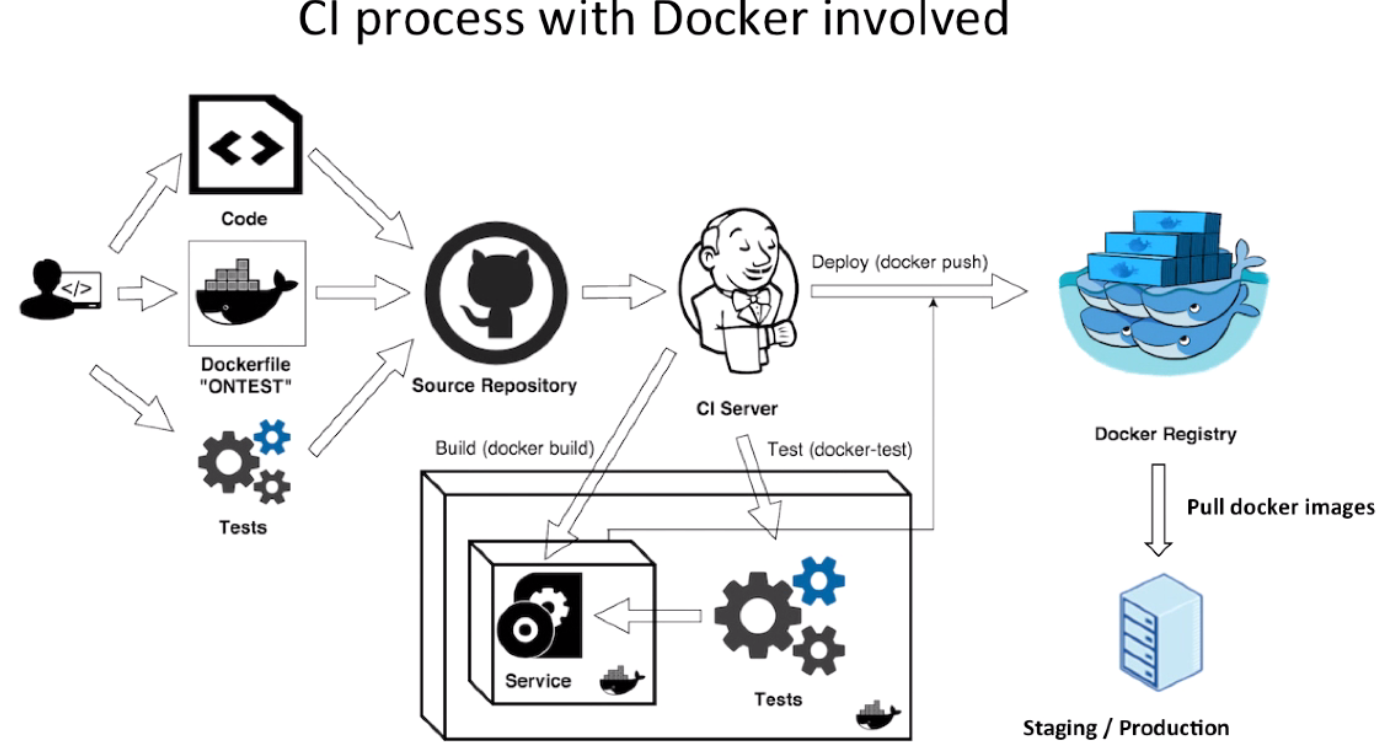 CI process with Docker involved
Code
Dockerfile
"ONTEST"
Tests
Source Repository
CI Server
Deploy (docker push)
Docker Registry
Build (docker build)
Test (docker-test)
Service
Tests
Pull docker images
Staging / Production